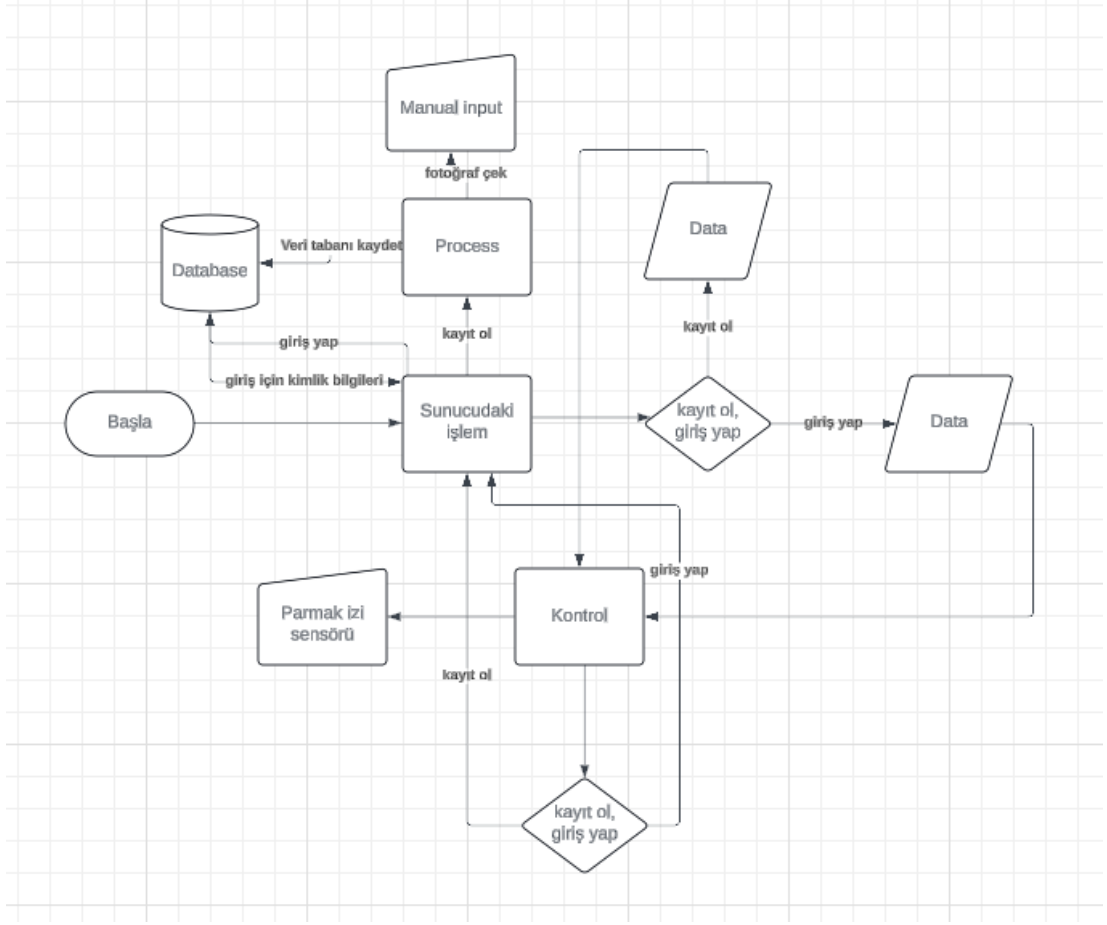 Manual input
fotoğraf çek
Process
Veri tabanı kaydet
Database
Data
kayıt ol
kayıt ol
giriş yap
giriş için kimlik bilgileri
Sunucudaki
işlem
Başla
kayıt ol,
giriş yap
giriş yap
Data
giriş yap
Parmak izi
sensörü
Kontrol
kayıt ol
kayıt ol,
giriş yap